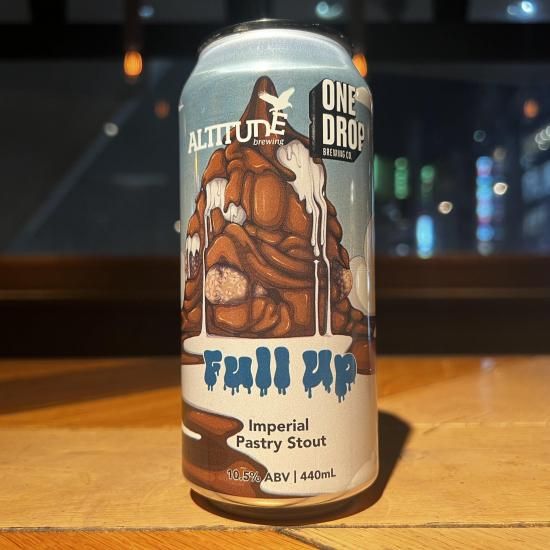 ALTITUDE
brewing
ONE
DROP
BREWING CO.
Full Up
Imperial
Pastry Stout
10.5% ABV | 440mL